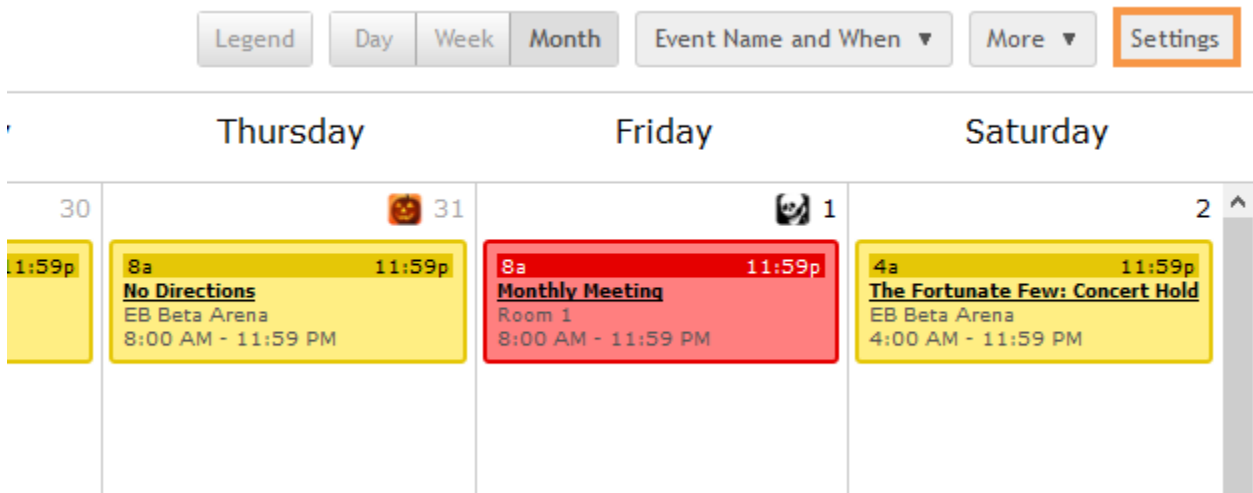 Legend Day Week Month Event Name and When ▼ More ▼ Settings
Thursday Friday Saturday
30 31 1 2
11:59p 8a 11:59p 8a 11:59p 4a 11:59p
No Directions Monthly Meeting The Fortunate Few: Concert Hold
EB Beta Arena Room 1 EB Beta Arena
8:00 AM - 11:59 PM 8:00 AM - 11:59 PM 4:00 AM - 11:59 PM